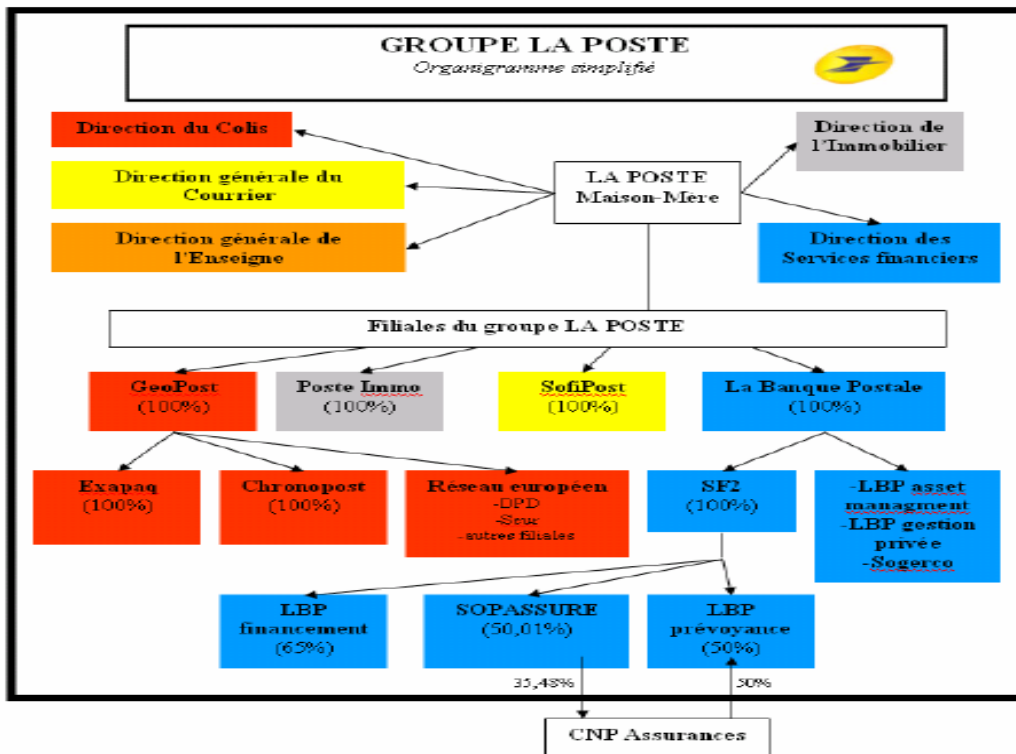 GROUPE LA POSTE
Organigramme simplifié
Direction du Colis
Direction de
l'Immobilier
Direction générale du
Courrier
LA POSTE
Maison-Mère
Direction générale de
l'Enseigne
Direction des
Services financiers
Filiales du groupe LA POSTE
GeoPost
(100%)
Poste Immo
(100%)
SofiPost
(100%)
La Banque Postale
(100%)
Exapaq
(100%)
Chronopost
(100%)
Réseau européen
-DPD
-Seur
-autres filiales
SF2
(100%)
-LBP asset
managment
-LBP gestion
privée
-Sogerco
LBP
financement
(65%)
SOPASSURE
(50,01%)
LBP
prévoyance
(50%)
35,48%
50%
CNP Assurances